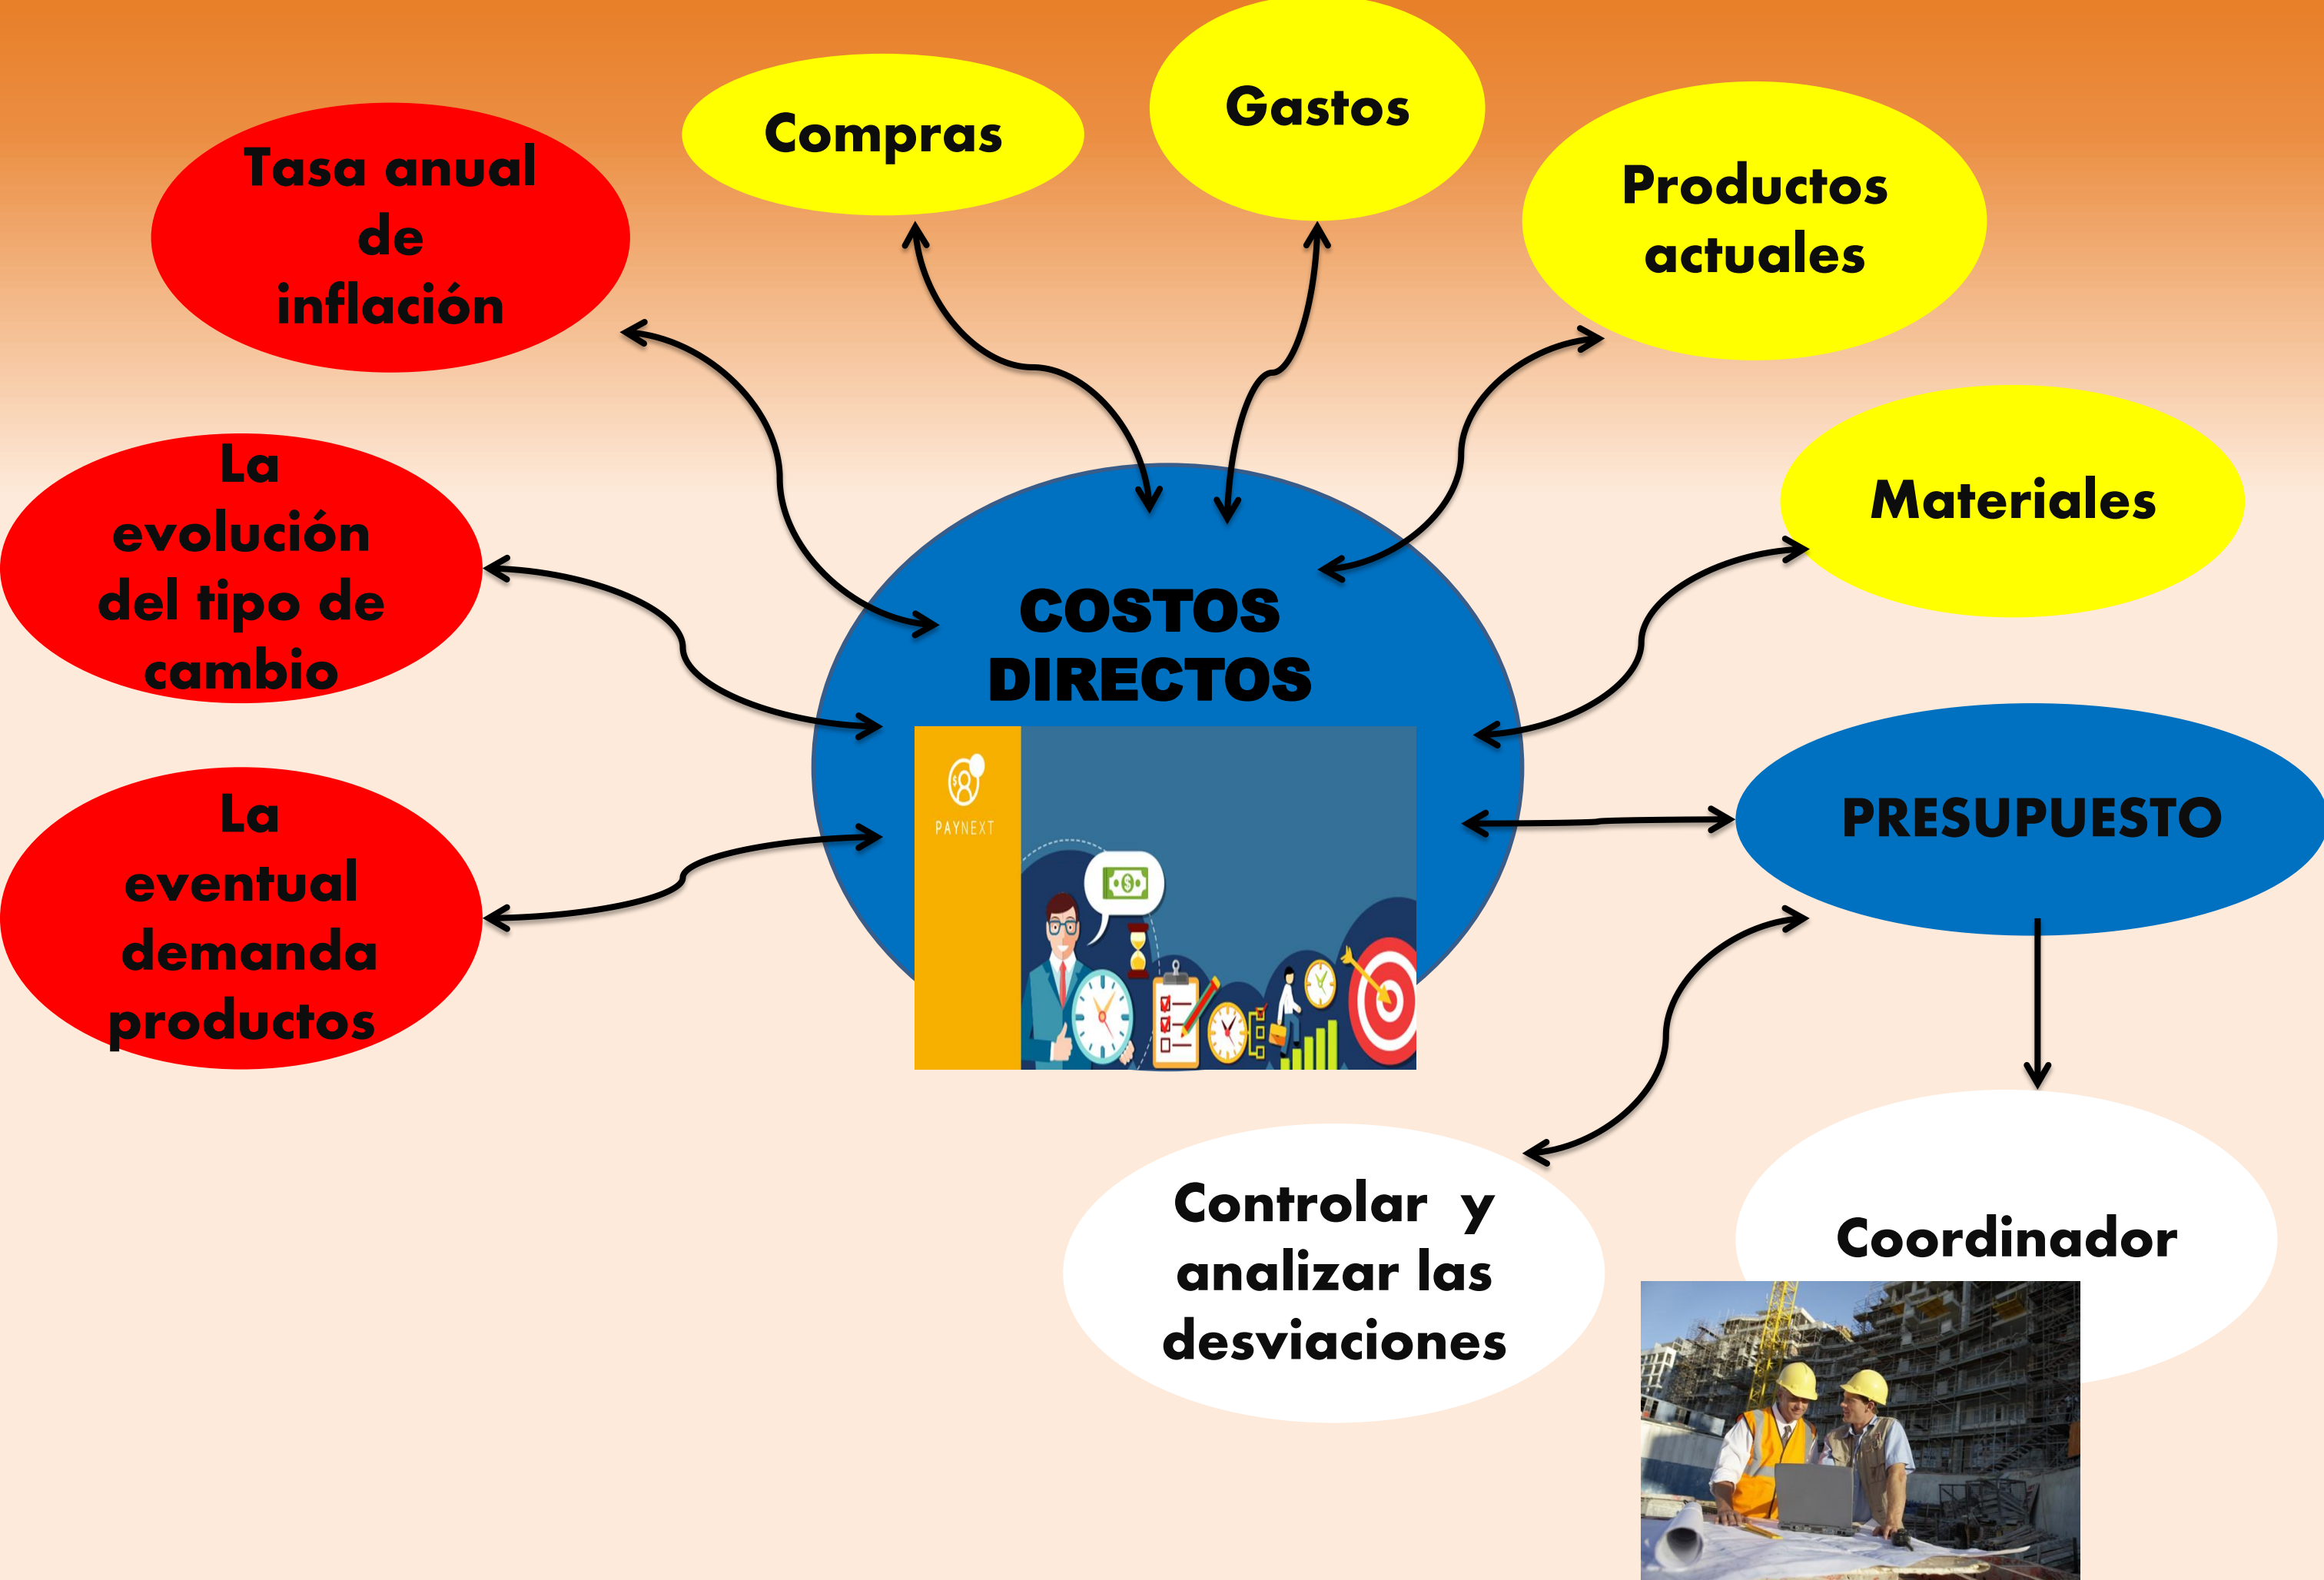 Compras
Gastos
Tasa anual
de
inflación
Productos
actuales
La
evolución
del tipo de
cambio
Materiales
COSTOS
DIRECTOS
PAYNEXT
$
$
La
eventual
demanda
productos
PRESUPUESTO
Controlar y
analizar las
desviaciones
Coordinador